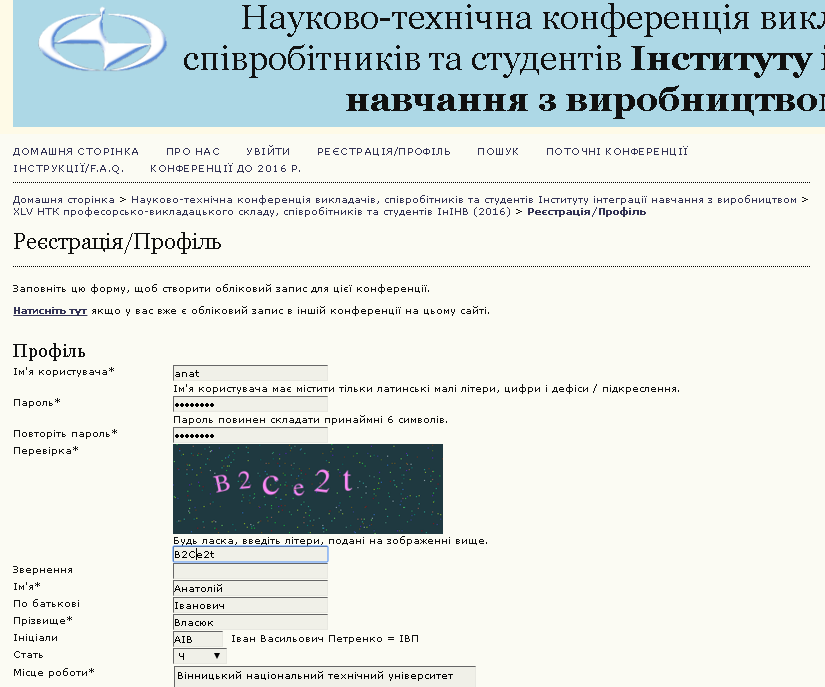 Науково-технічна конференція
співробітників та студентів Інституту
навчання з
ДОМАШНЯ СТОРІНКА ПРО НАС УВІЙТИ РЕЄСТРАЦІЯ/ПРОФІЛЬ ПОШУК ПОТОЧНІ КОНФЕРЕНЦІЇ
ІНСТРУКЦІЇ/F.A.Q. КОНФЕРЕНЦІЇ ДО 2016 Р.
Домашня сторінка > Науково-технічна конференція викладачів, співробітників та студентів Інституту інтеграції навчання з виробництвом >
XLV НТК професорсько-викладацького складу, співробітників та студентів ІнІНВ (2016) > Реєстрація/Профіль
Реєстрація/Профіль
Заповніть цю форму, щоб створити обліковий запис для цієї конференції.
Натисніть тут якщо у вас вже є обліковий запис в іншій конференції на цьому сайті.
Профіль
Ім'я користувача* anat
Ім'я користувача має містити тільки латинські малі літери, цифри і дефіси / підкреслення.
Пароль* ••••••••
Пароль повинен складати принаймні 6 символів.
Повторіть пароль* ••••••••
Перевірка*
B2Ce2t
Будь ласка, введіть літери, подані на зображенні вище.
B2Ce2t
Звернення
Ім'я* Анатолій
По батькові Іванович
Прізвище* Власюк
Ініціали АІВ Іван Васильович Петренко = ІВП
Стать Ч
Місце роботи* Вінницький національний технічний університет